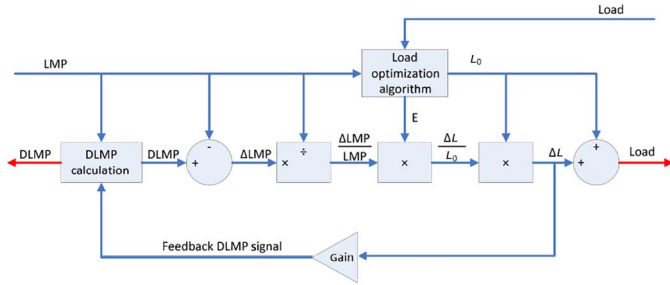 Load
LMP
Load
optimization
algorithm
L₀
E
-
+
DLMP
DLMP
calculation
DLMP
+
ΔLMP
×
÷
ΔLMP
LMP
×
ΔL
L₀
×
ΔL
+
Load
Feedback DLMP signal
Gain